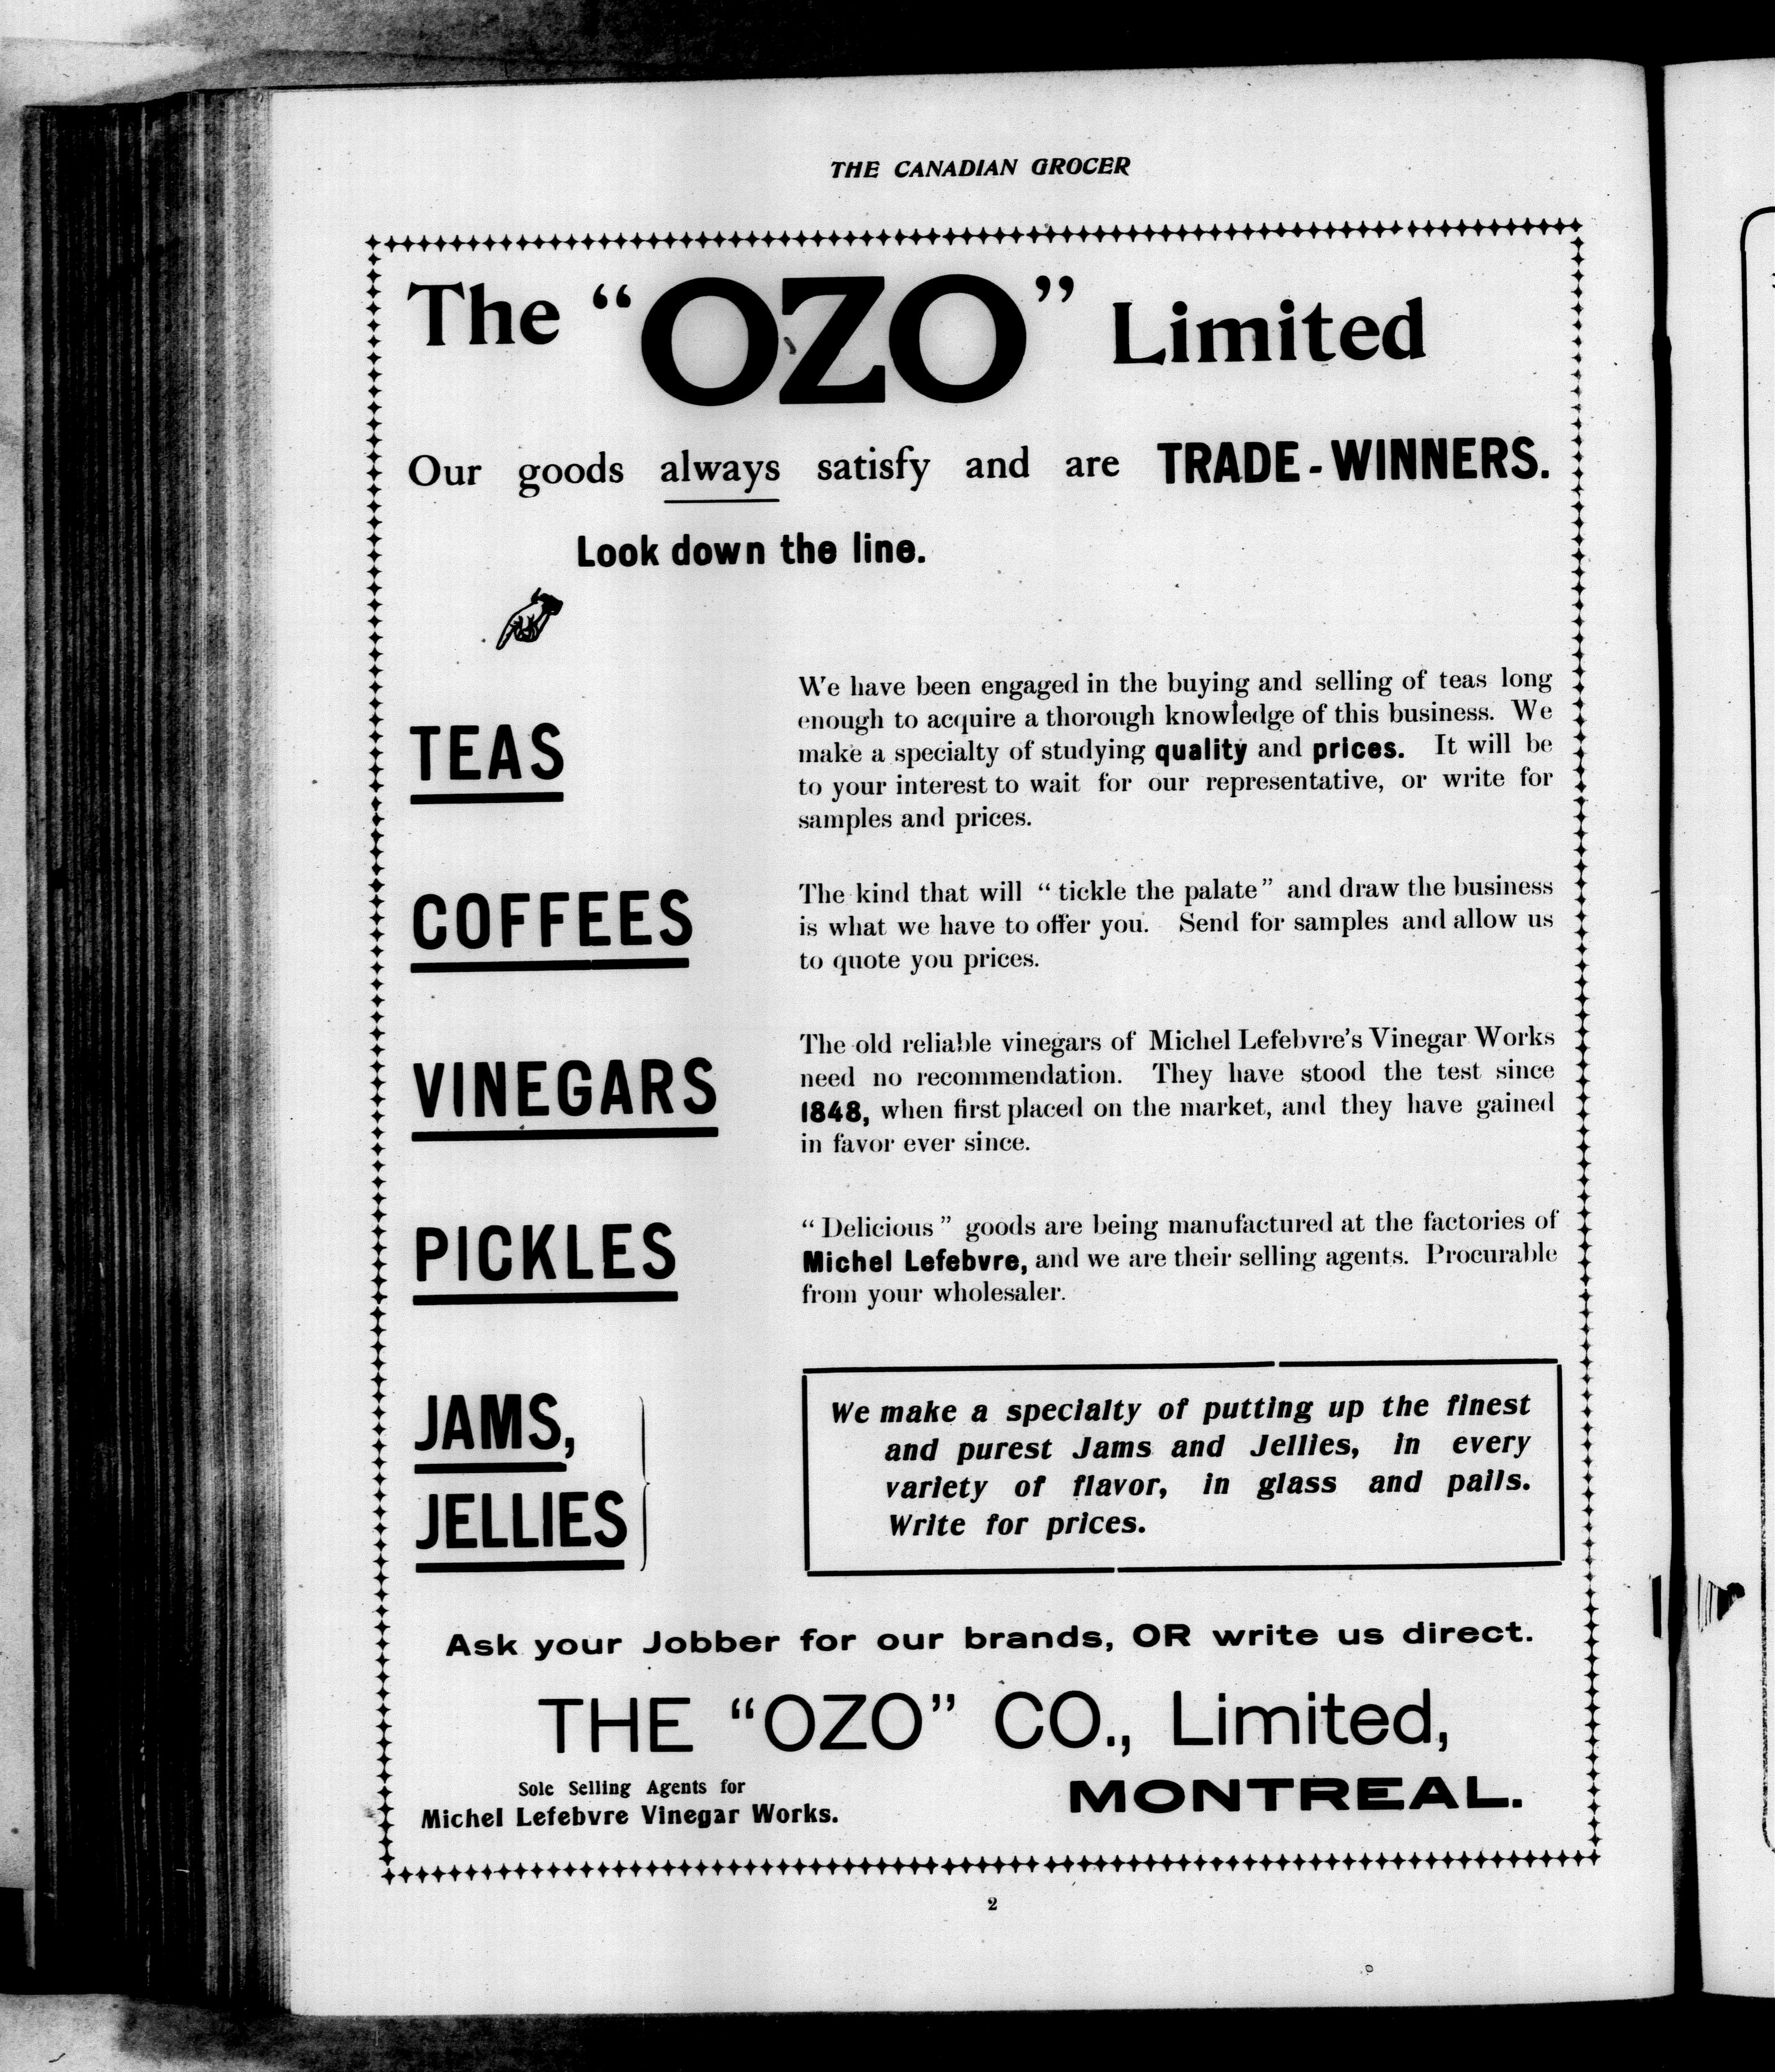 THE CANADIAN GROCER
The “OZO” Limited
Our goods always satisfy and are TRADE-WINNERS.
Look down the line.
TEAS
We have been engaged in the buying and selling of teas long
enough to acquire a thorough knowledge of this business. We
make a specialty of studying quality and prices. It will be
to your interest to wait for our representative, or write for
samples and prices.
COFFEES
The kind that will “tickle the palate” and draw the business
is what we have to offer you. Send for samples and allow us
to quote you prices.
VINEGARS
The old reliable vinegars of Michel Lefebvre’s Vinegar Works
need no recommendation. They have stood the test since
1848, when first placed on the market, and they have gained
in favor ever since.
PICKLES
“Delicious” goods are being manufactured at the factories of
Michel Lefebvre, and we are their selling agents. Procurable
from your wholesaler.
JAMS,
JELLIES
We make a specialty of putting up the finest
and purest Jams and Jellies, in every
variety of flavor, in glass and pails.
Write for prices.
Ask your Jobber for our brands, OR write us direct.
THE “OZO” CO., Limited,
Sole Selling Agents for
Michel Lefebvre Vinegar Works.
MONTREAL.
2